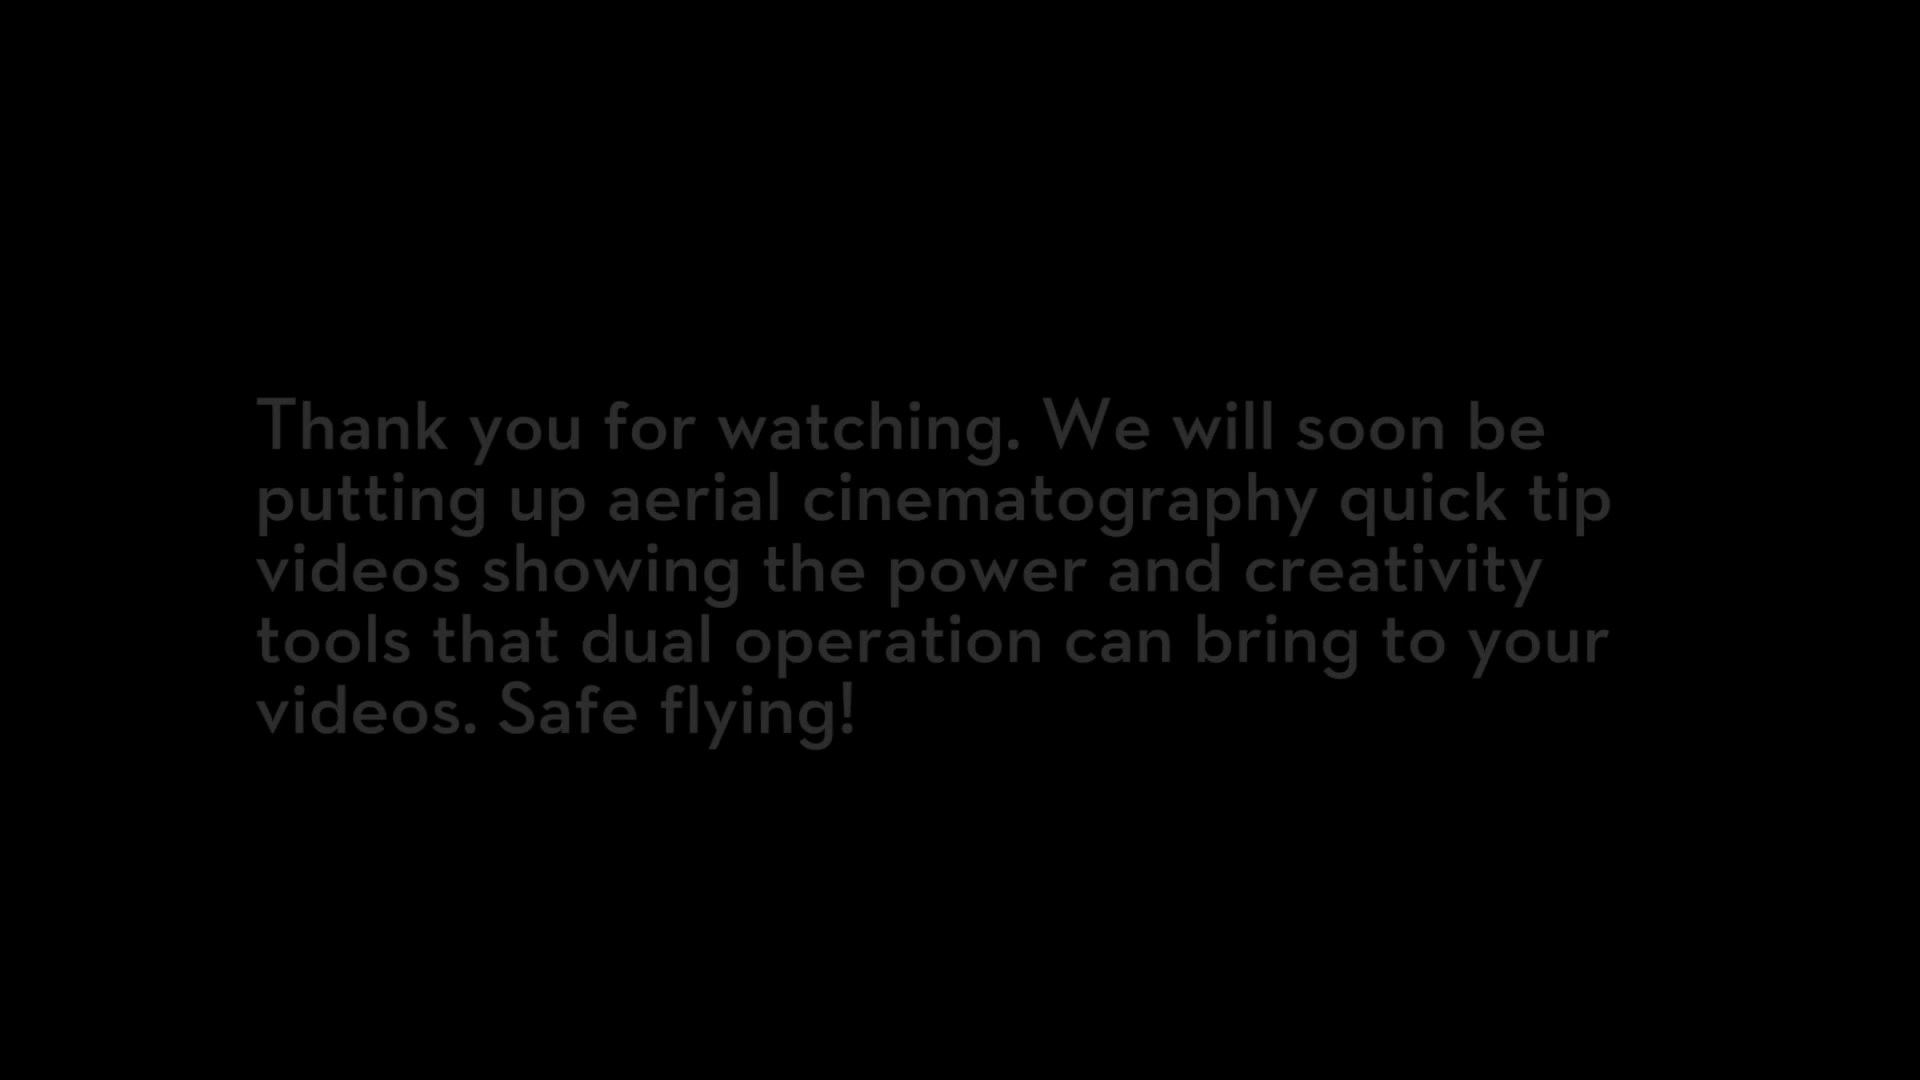 Thank you for watching. We will soon be
putting up aerial cinematography quick tip
videos showing the power and creativity
tools that dual operation can bring to your
videos. Safe flying!